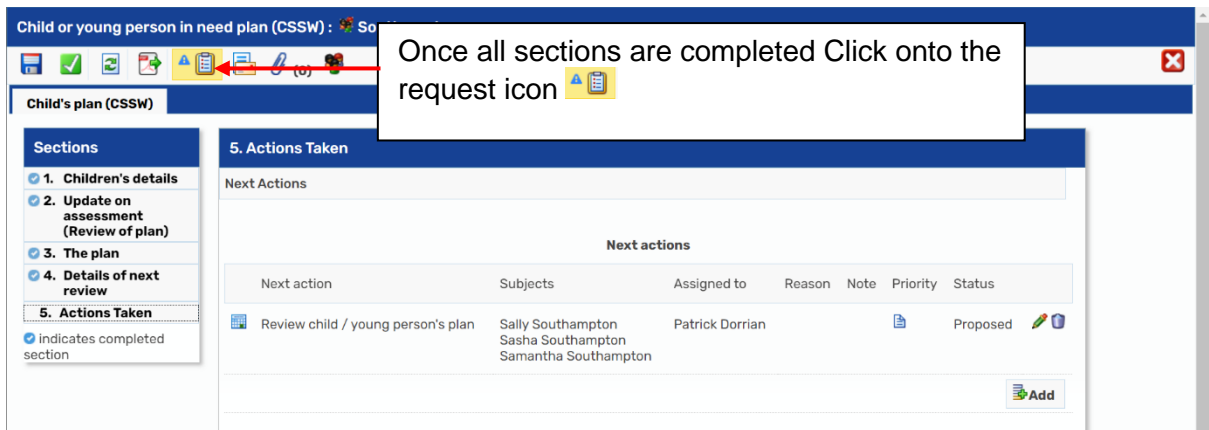 Child or young person in need plan (CSSW) : So
Once all sections are completed Click onto the
request icon
(0)
Child's plan (CSSW)
Sections
1. Children's details
2. Update on
assessment
(Review of plan)
3. The plan
4. Details of next
review
5. Actions Taken
indicates completed
section
5. Actions Taken
Next Actions
Next actions
Next action Subjects Assigned to Reason Note Priority Status
Review child / young person's plan Sally Southampton Patrick Dorrian Proposed
Sasha Southampton
Samantha Southampton
Add